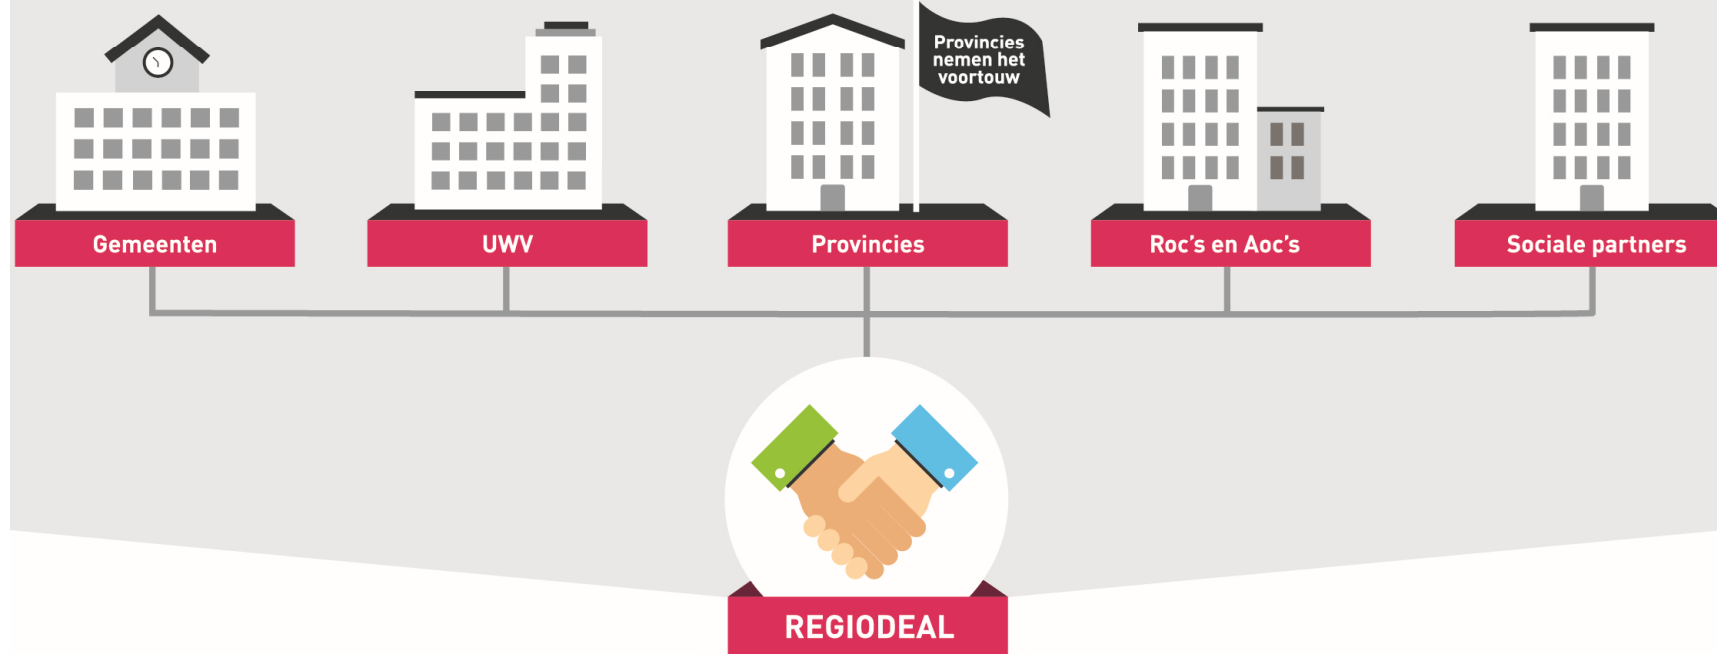 Provincies
nemen het
voortouw
Gemeenten
UWV
Provincies
Roc's en Aoc's
Sociale partners
REGIODEAL